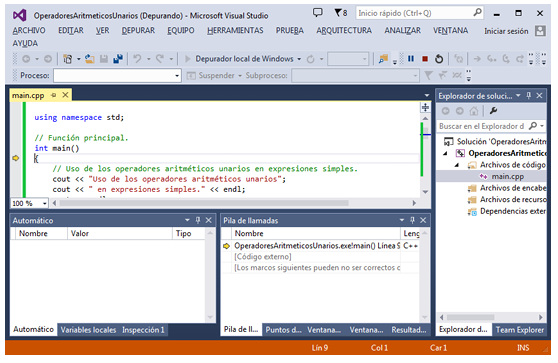 OperadoresAritmeticosUnarios (Depurando) - Microsoft Visual Studio
8
Inicio rápido (Ctrl+Q)
ARCHIVO EDITAR VER DEPURAR EQUIPO HERRAMIENTAS PRUEBA ARQUITECTURA ANALIZAR VENTANA Iniciar sesión
AYUDA
Depurador local de Windows
Proceso: Suspender Subproceso:
main.cpp
using namespace std;
// Función principal.
int main()
{
// Uso de los operadores aritméticos unarios en expresiones simples.
cout << "Uso de los operadores aritméticos unarios";
cout << " en expresiones simples." << endl;
100 %
Explorador de soluci...
Buscar en el Explorador d
Solución 'OperadoresAritm
OperadoresAritmetico
Archivos de código
main.cpp
Archivos de encabe
Archivos de recurso
Dependencias exter
Explorador d... Team Explorer
Automático
Nombre Valor Tipo
Automático Variables locales Inspección 1
Pila de llamadas
Nombre Leng
OperadoresAritmeticosUnarios.exe!main() Línea 9 C++
[Código externo]
[Los marcos siguientes pueden no ser correctos o
Pila de ll... Puntos d... Ventana... Ventana... Resultad...
Lín 9 Col 1 Car 1 INS